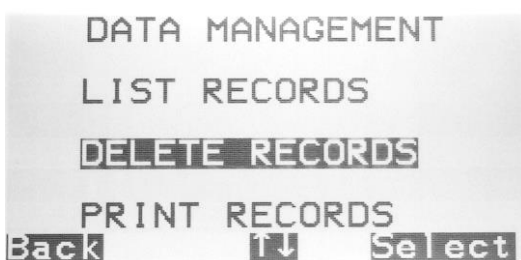 DATA MANAGEMENT
LIST RECORDS
DELETE RECORDS
PRINT RECORDS
Back ↑↓ Select